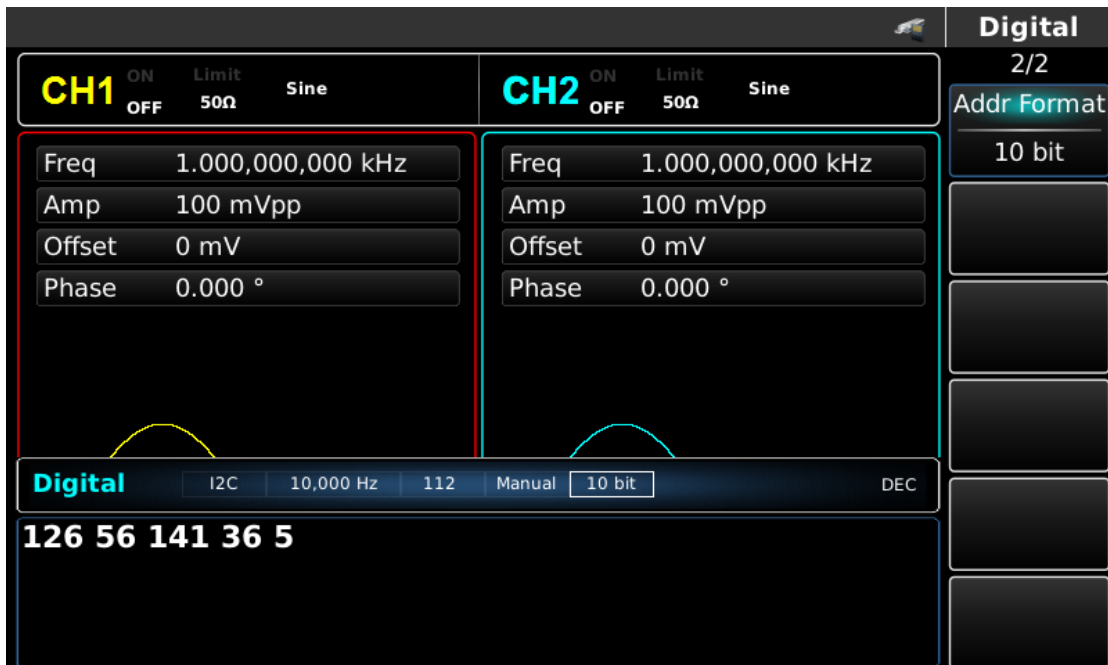 Digital
2/2
Addr Format
10 bit
CH1 ON OFF Limit 50Ω Sine
CH2 ON OFF Limit 50Ω Sine
Freq 1.000,000,000 kHz
Amp 100 mVpp
Offset 0 mV
Phase 0.000 °
Freq 1.000,000,000 kHz
Amp 100 mVpp
Offset 0 mV
Phase 0.000 °
Digital I2C 10,000 Hz 112 Manual 10 bit DEC
126 56 141 36 5